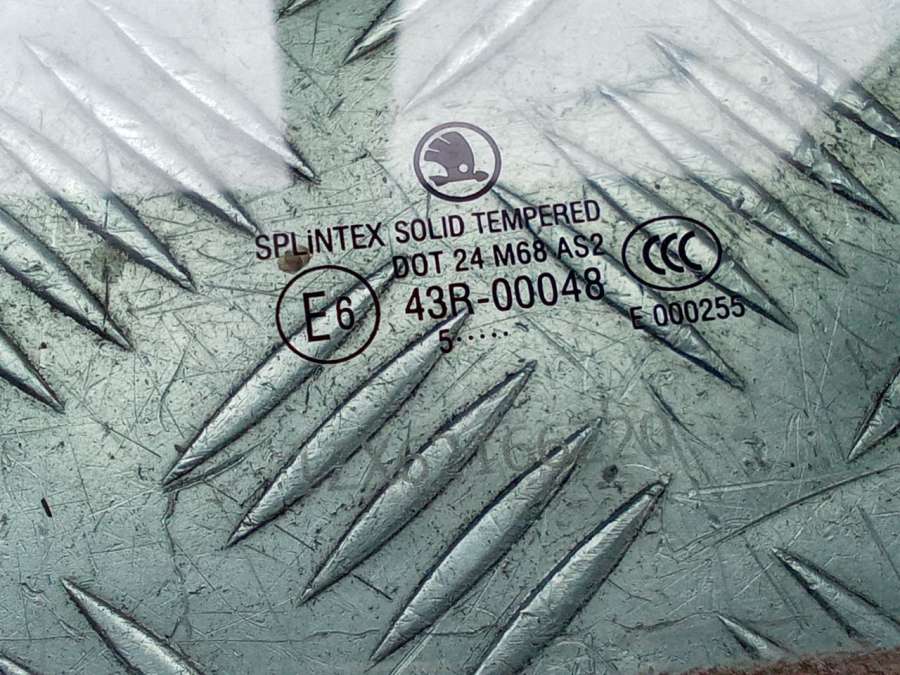 SPLiNTEX SOLID TEMPERED
DOT 24 M68 AS2
CCC
E6
43R-00048
E 000255
5·····